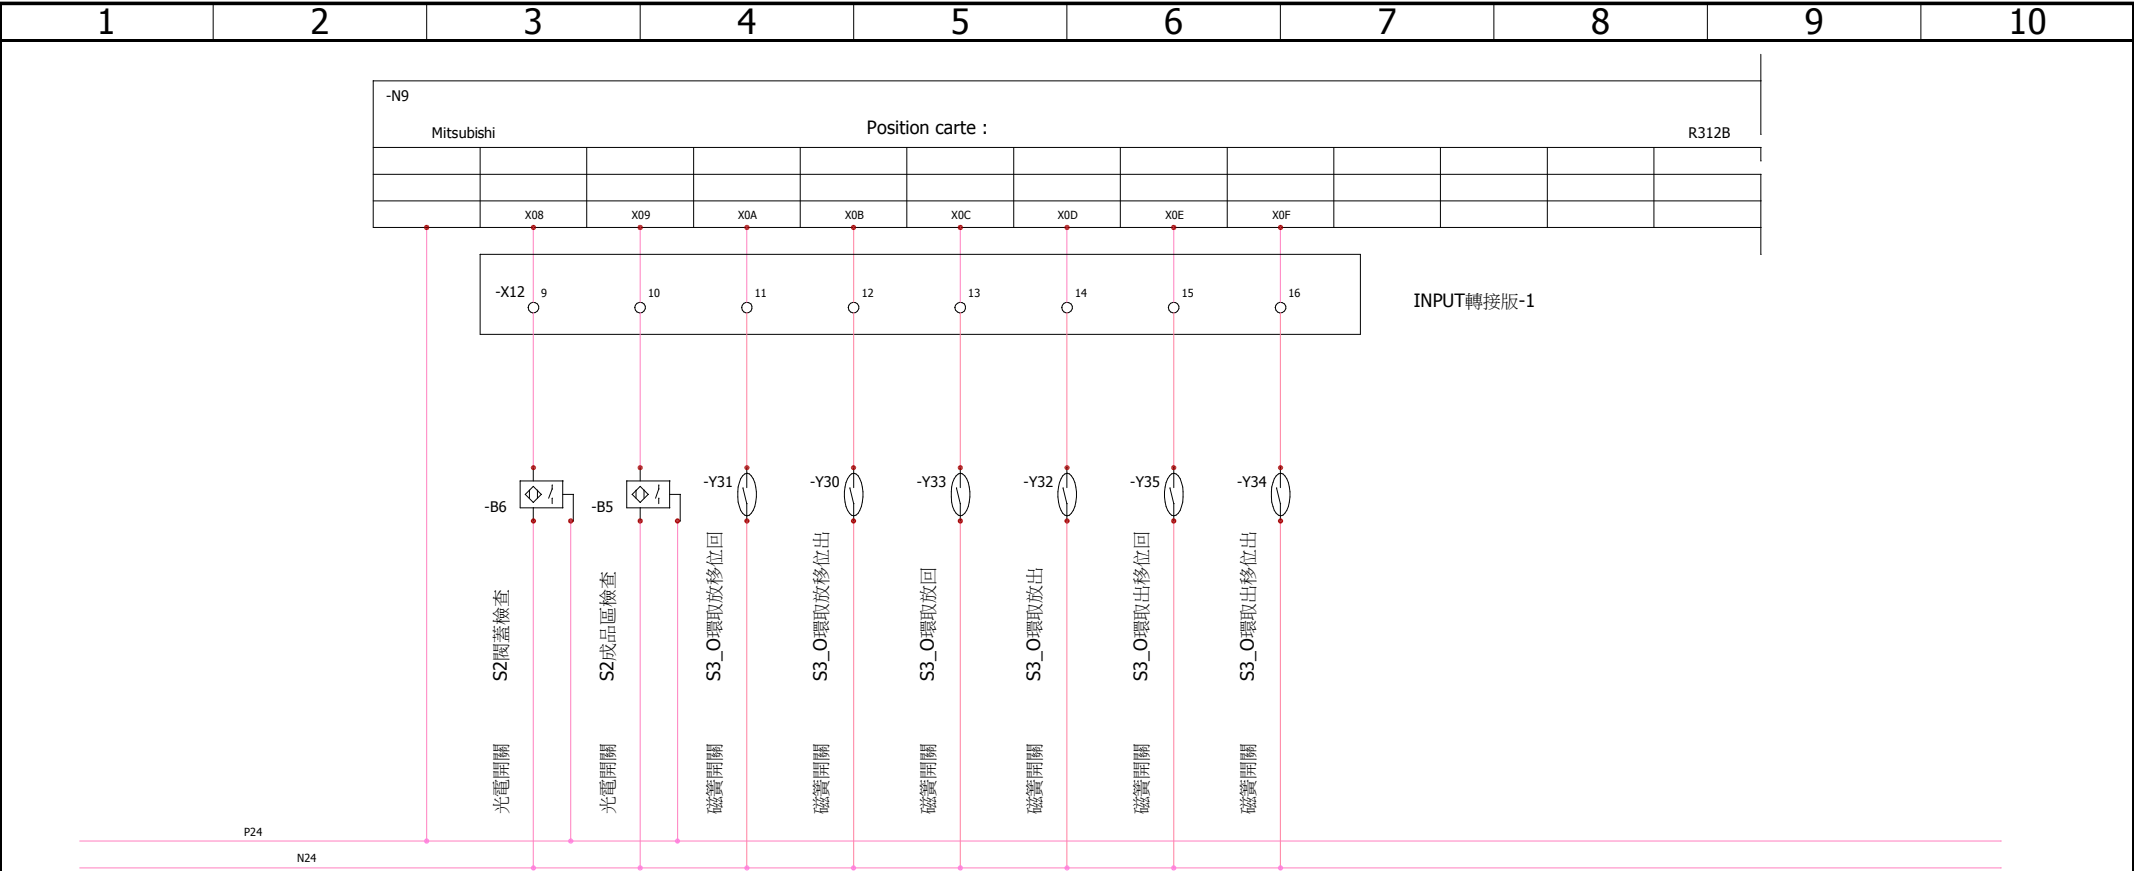 1 2 3 4 5 6 7 8 9 10
-N9
Mitsubishi Position carte : R312B
X08 X09 X0A X0B X0C X0D X0E X0F
-X12 9 10 11 12 13 14 15 16
INPUT轉接版-1
-B6 -B5 -Y31 -Y30 -Y33 -Y32 -Y35 -Y34
S2閥蓋檢查
S2成品區檢查
S3_O環取放移位回
S3_O環取放移位出
S3_O環取放回
S3_O環取放出
S3_O環取出移位回
S3_O環取出移位出
光電開關
光電開關
磁簧開關
磁簧開關
磁簧開關
磁簧開關
磁簧開關
磁簧開關
P24
N24